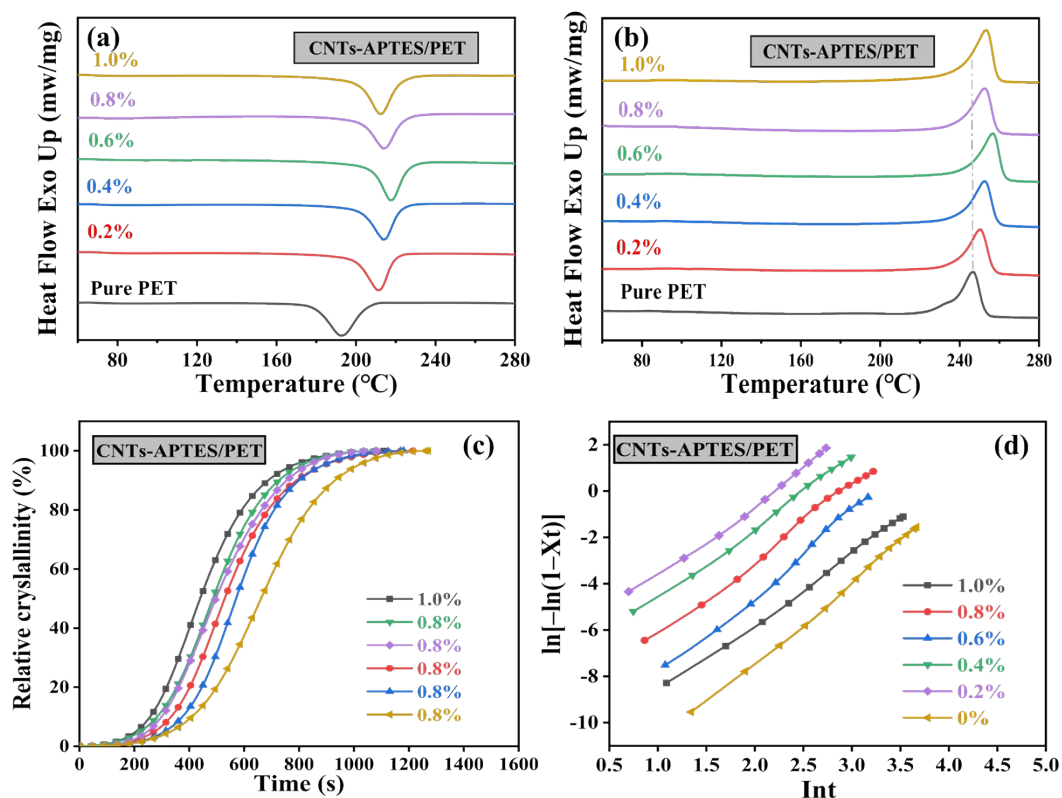 (a)
CNTs-APTES/PET
1.0%
0.8%
0.6%
0.4%
0.2%
Pure PET
Heat Flow Exo Up (mw/mg)
80 120 160 200 240 280
Temperature (℃)
(b)
CNTs-APTES/PET
1.0%
0.8%
0.6%
0.4%
0.2%
Pure PET
Heat Flow Exo Up (mw/mg)
80 120 160 200 240 280
Temperature (℃)
CNTs-APTES/PET
(c)
Relative cryslallinity (%)
100
80
60
40
20
0
1.0%
0.8%
0.8%
0.8%
0.8%
0.8%
0 200 400 600 800 1000 1200 1400 1600
Time (s)
CNTs-APTES/PET
(d)
ln[−ln(1−Xt)]
2
0
-2
-4
-6
-8
-10
1.0%
0.8%
0.6%
0.4%
0.2%
0%
0.5 1.0 1.5 2.0 2.5 3.0 3.5 4.0 4.5 5.0
Int